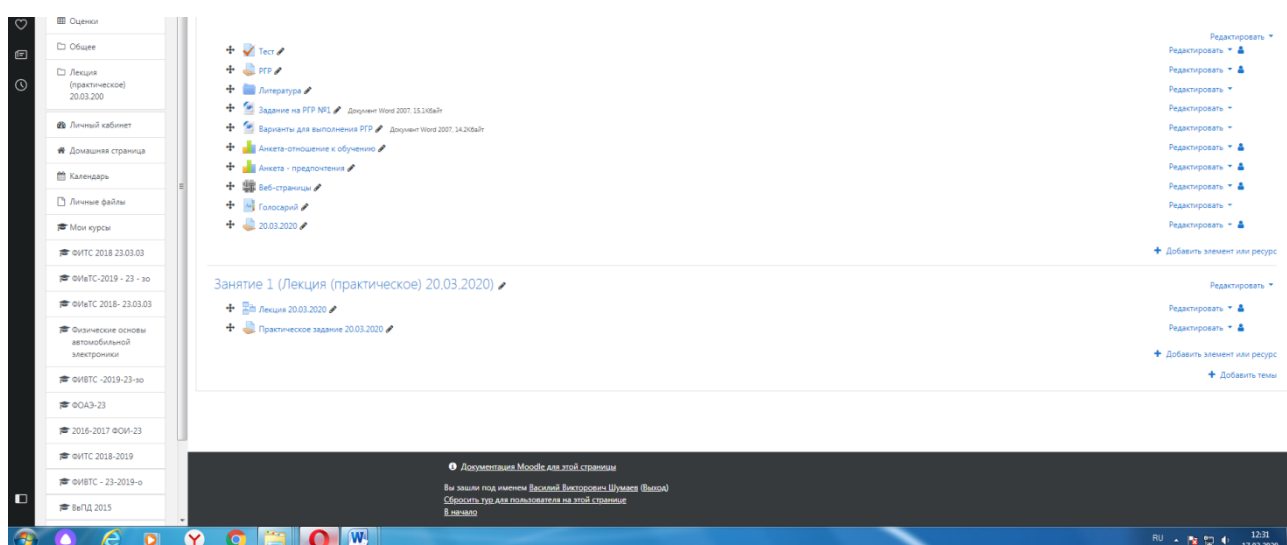 Оценки
Общее
Лекция
(практическое)
20.03.200
Личный кабинет
Домашняя страница
Календарь
Личные файлы
Мои курсы
ФИТС 2018 23.03.03
ФИвТС-2019 - 23 - зо
ФИвТС 2018- 23.03.03
Физические основы
автомобильной
электроники
ФИВТС -2019-23-зо
ФОАЭ-23
2016-2017 ФОИ-23
ФИТС 2018-2019
ФИВТС - 23-2019-о
ВвПД 2015
Редактировать
Тест Редактировать
РГР Редактировать
Литература Редактировать
Задание на РГР №1 Документ Word 2007, 15.1Кбайт Редактировать
Варианты для выполнения РГР Документ Word 2007, 14.2Кбайт Редактировать
Анкета-отношение к обучению Редактировать
Анкета - предпочтения Редактировать
Веб-страницы Редактировать
Голосарий Редактировать
20.03.2020 Редактировать
Добавить элемент или ресурс
Занятие 1 (Лекция (практическое) 20.03.2020) Редактировать
Лекция 20.03.2020 Редактировать
Практическое задание 20.03.2020 Редактировать
Добавить элемент или ресурс
Добавить темы
Документация Moodle для этой страницы
Вы зашли под именем Василий Викторович Шумаев (Выход)
Сбросить тур для пользователя на этой странице
В начало
RU 12:31